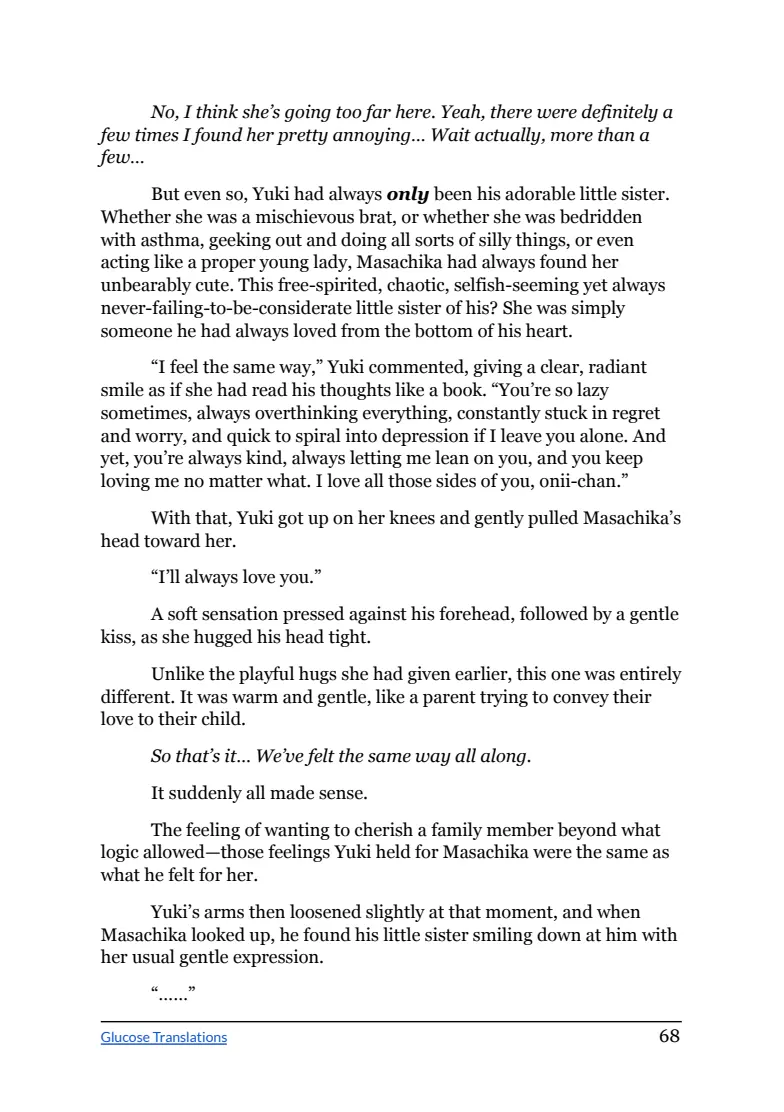 No, I think she’s going too far here. Yeah, there were definitely a
few times I found her pretty annoying… Wait actually, more than a
few…
But even so, Yuki had always only been his adorable little sister.
Whether she was a mischievous brat, or whether she was bedridden
with asthma, geeking out and doing all sorts of silly things, or even
acting like a proper young lady, Masachika had always found her
unbearably cute. This free-spirited, chaotic, selfish-seeming yet always
never-failing-to-be-considerate little sister of his? She was simply
someone he had always loved from the bottom of his heart.
“I feel the same way,” Yuki commented, giving a clear, radiant
smile as if she had read his thoughts like a book. “You’re so lazy
sometimes, always overthinking everything, constantly stuck in regret
and worry, and quick to spiral into depression if I leave you alone. And
yet, you’re always kind, always letting me lean on you, and you keep
loving me no matter what. I love all those sides of you, onii-chan.”
With that, Yuki got up on her knees and gently pulled Masachika’s
head toward her.
“I’ll always love you.”
A soft sensation pressed against his forehead, followed by a gentle
kiss, as she hugged his head tight.
Unlike the playful hugs she had given earlier, this one was entirely
different. It was warm and gentle, like a parent trying to convey their
love to their child.
So that’s it… We’ve felt the same way all along.
It suddenly all made sense.
The feeling of wanting to cherish a family member beyond what
logic allowed—those feelings Yuki held for Masachika were the same as
what he felt for her.
Yuki’s arms then loosened slightly at that moment, and when
Masachika looked up, he found his little sister smiling down at him with
her usual gentle expression.
“……”
Glucose Translations 68